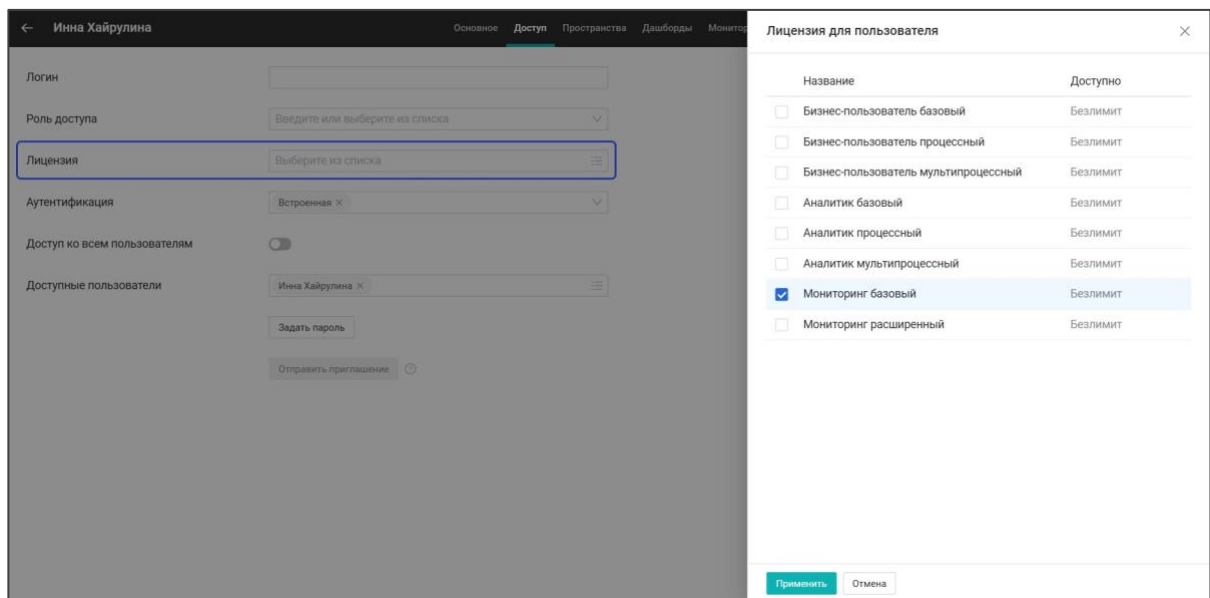 ← Инна Хайрулина
Основное Доступ Пространства Дашборды Монитор
Логин
Роль доступа Введите или выберите из списка
Лицензия Выберите из списка
Аутентификация Встроенная ×
Доступ ко всем пользователям
Доступные пользователи Инна Хайрулина ×
Задать пароль
Отправить приглашение ?
Лицензия для пользователя ×
Название Доступно
Бизнес-пользователь базовый Безлимит
Бизнес-пользователь процессный Безлимит
Бизнес-пользователь мультипроцессный Безлимит
Аналитик базовый Безлимит
Аналитик процессный Безлимит
Аналитик мультипроцессный Безлимит
Мониторинг базовый Безлимит
Мониторинг расширенный Безлимит
Применить Отмена